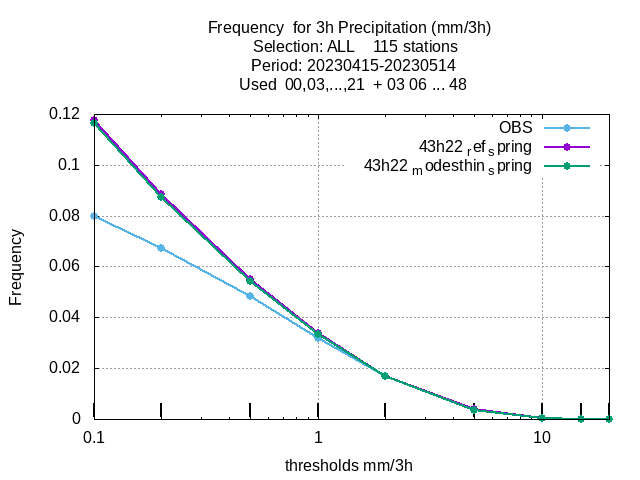 Frequency  for 3h Precipitation (mm/3h)
Selection: ALL    115 stations
Period: 20230415-20230514
Used  00,03,...,21  + 03 06 ... 48
0.12
0.1
0.08
0.06
0.04
0.02
0
Frequency
OBS
43h22 ref spring
43h22 modesthin spring
0.1
1
10
thresholds mm/3h